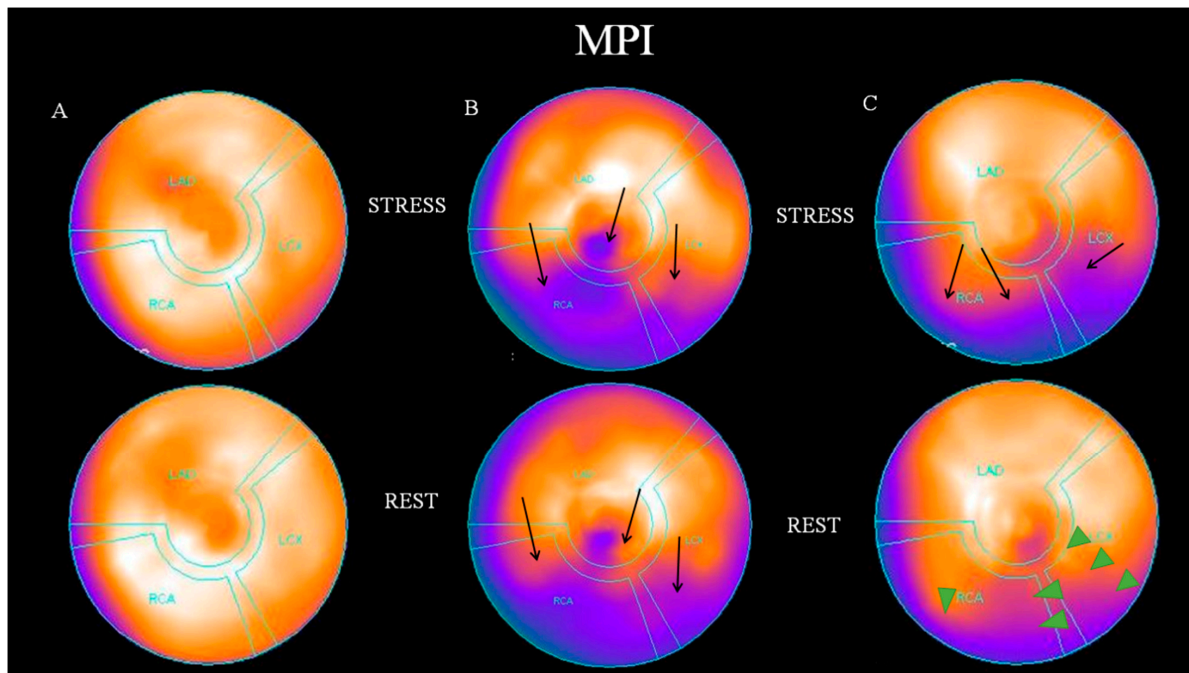 MPI
A
B
C
LAD
LCX
RCA
STRESS
LAD
LCX
RCA
STRESS
LAD
LCX
RCA
LAD
LCX
RCA
REST
LAD
LCX
RCA
REST
LAD
LCX
RCA